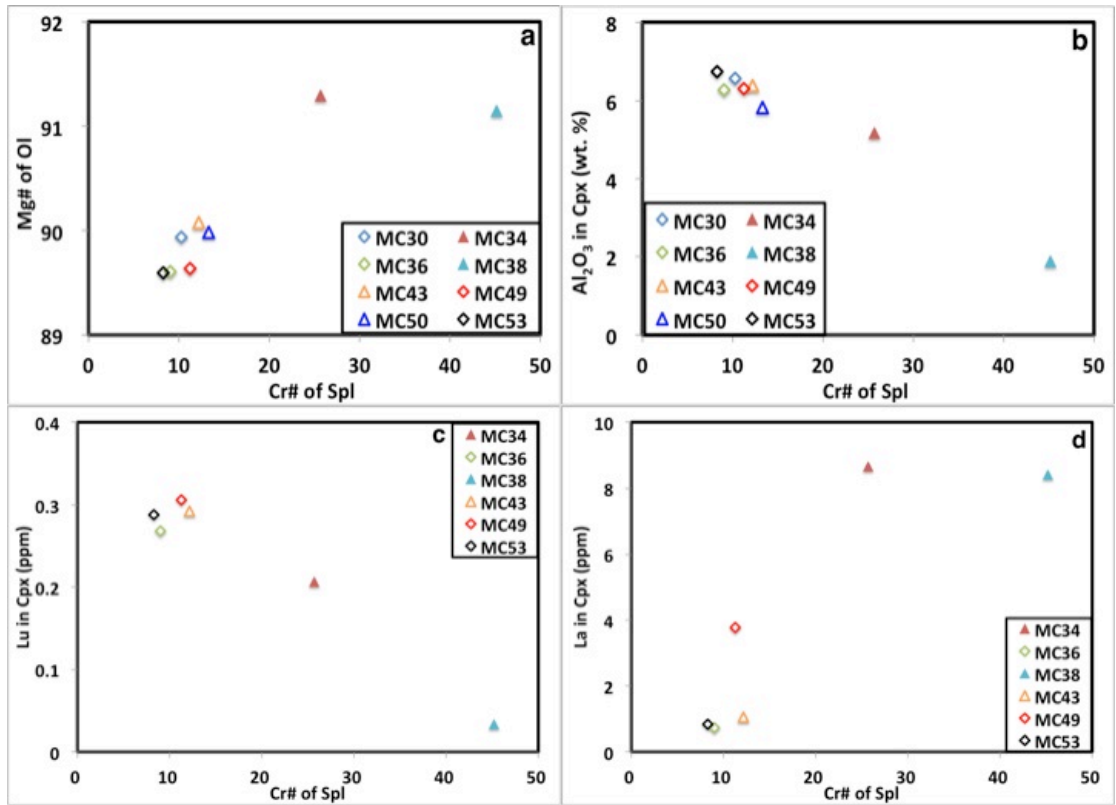 a
92
91
90
89
Mg# of Ol
MC30 MC34
MC36 MC38
MC43 MC49
MC50 MC53
0 10 20 30 40 50
Cr# of Spl
b
8
6
4
2
0
Al2O3 in Cpx (wt. %)
MC30 MC34
MC36 MC38
MC43 MC49
MC50 MC53
0 10 20 30 40 50
Cr# of Spl
c
0.4
0.3
0.2
0.1
0
Lu in Cpx (ppm)
MC34
MC36
MC38
MC43
MC49
MC53
0 10 20 30 40 50
Cr# of Spl
d
10
8
6
4
2
0
La in Cpx (ppm)
MC34
MC36
MC38
MC43
MC49
MC53
0 10 20 30 40 50
Cr# of Spl